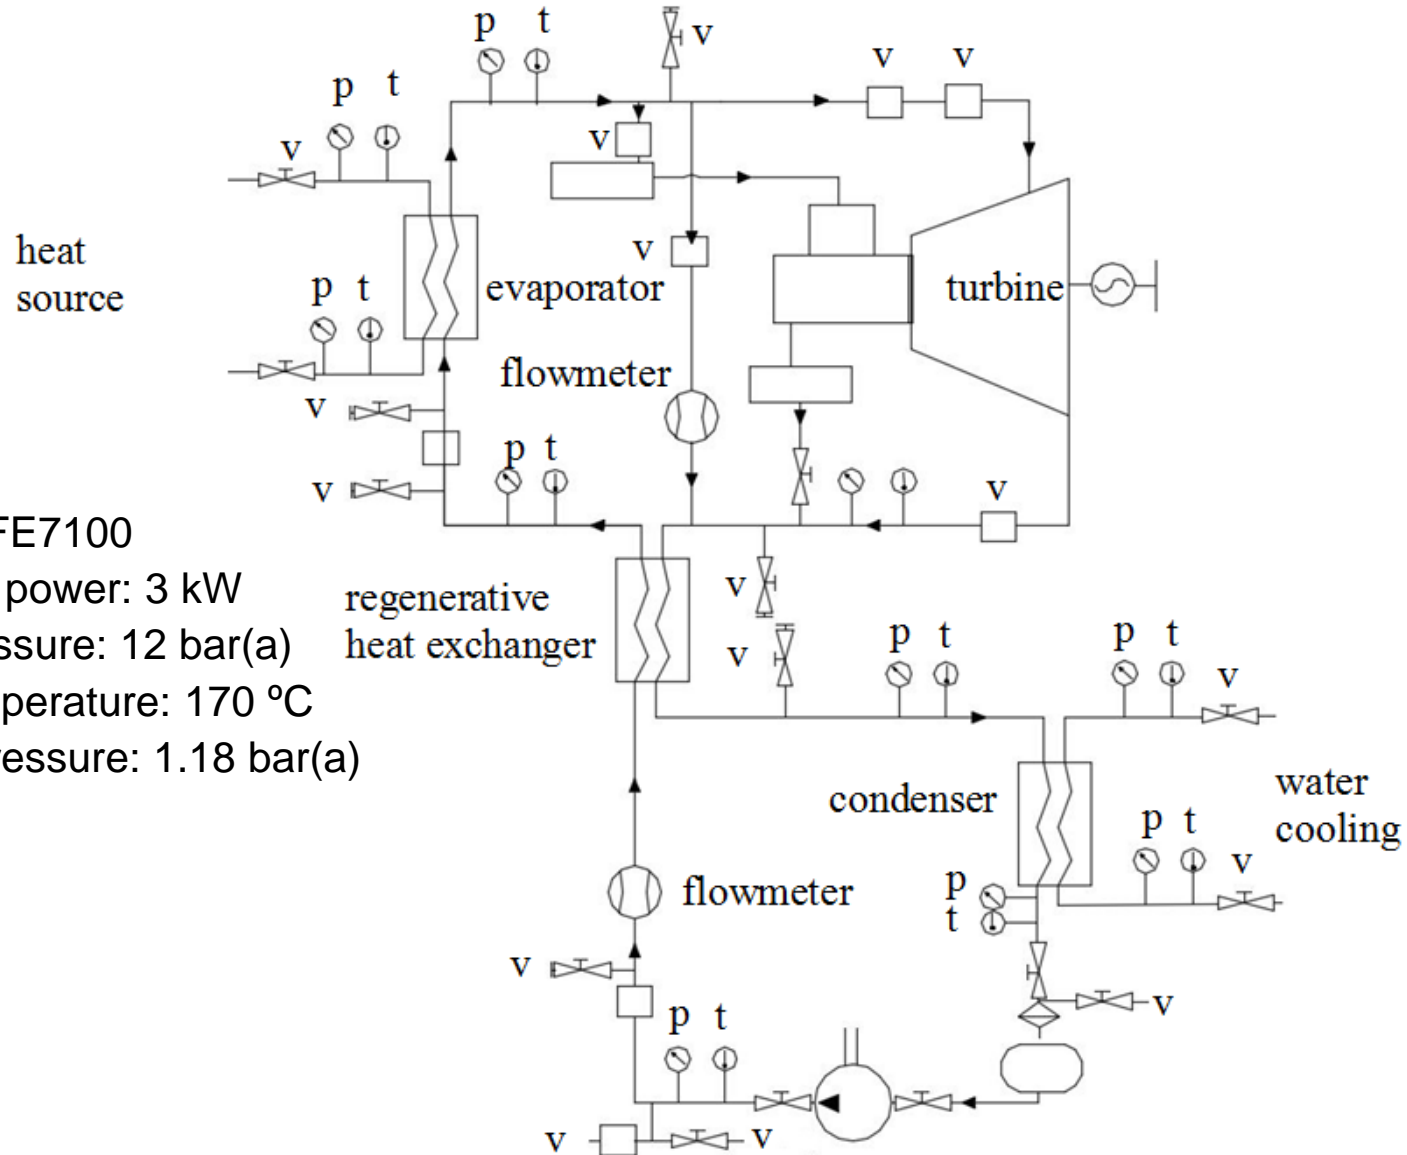 p t v
v v
p t
v
v
heat
source
p t
evaporator
v
turbine
flowmeter
v
p t
v
v
FE7100
power: 3 kW
ssure: 12 bar(a)
perature: 170 ºC
essure: 1.18 bar(a)
regenerative
heat exchanger
v
v
p t
p t
v
condenser
water
cooling
p t
v
p
t
flowmeter
v
v
p t
v
v